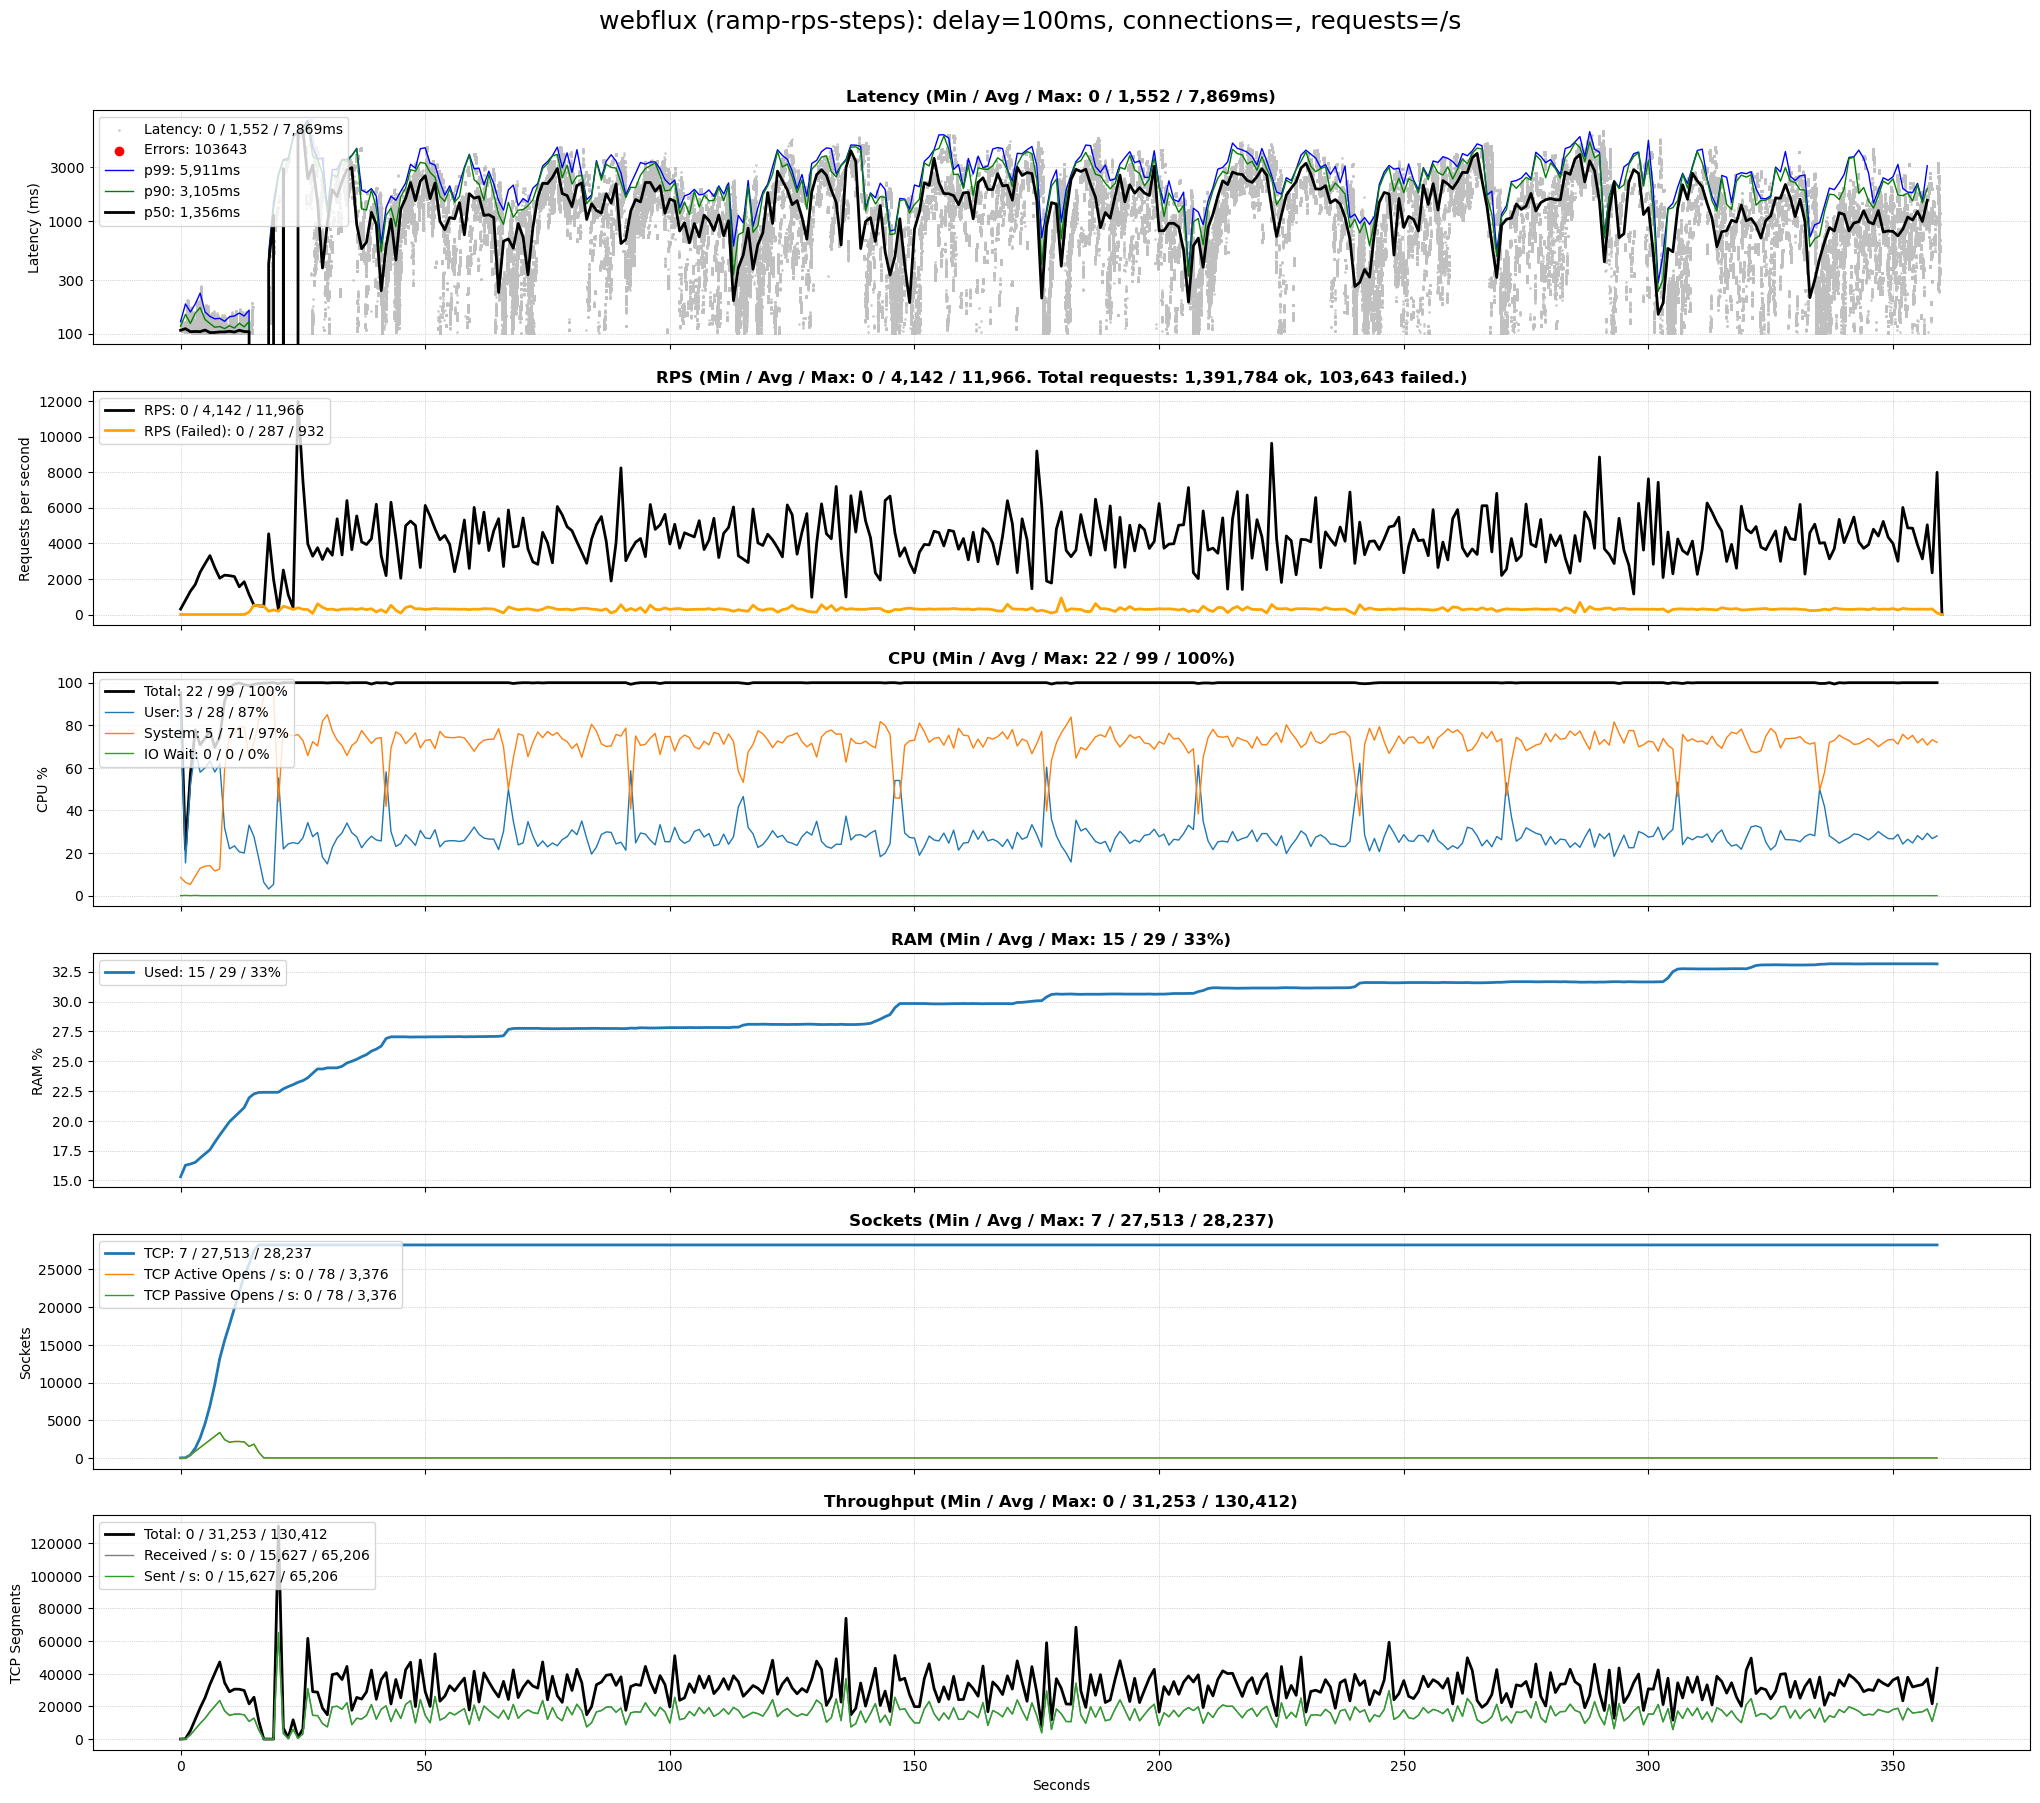 webflux (ramp-rps-steps): delay=100ms, connections=, requests=/s
Latency (Min / Avg / Max: 0 / 1,552 / 7,869ms)
Latency: 0 / 1,552 / 7,869ms
Errors: 103643
p99: 5,911ms
p90: 3,105ms
p50: 1,356ms
Latency (ms)
3000
1000
300
100
RPS (Min / Avg / Max: 0 / 4,142 / 11,966. Total requests: 1,391,784 ok, 103,643 failed.)
RPS: 0 / 4,142 / 11,966
RPS (Failed): 0 / 287 / 932
Requests per second
12000
10000
8000
6000
4000
2000
0
CPU (Min / Avg / Max: 22 / 99 / 100%)
Total: 22 / 99 / 100%
User: 3 / 28 / 87%
System: 5 / 71 / 97%
IO Wait: 0 / 0 / 0%
CPU %
100
80
60
40
20
0
RAM (Min / Avg / Max: 15 / 29 / 33%)
Used: 15 / 29 / 33%
RAM %
32.5
30.0
27.5
25.0
22.5
20.0
17.5
15.0
Sockets (Min / Avg / Max: 7 / 27,513 / 28,237)
TCP: 7 / 27,513 / 28,237
TCP Active Opens / s: 0 / 78 / 3,376
TCP Passive Opens / s: 0 / 78 / 3,376
Sockets
25000
20000
15000
10000
5000
0
Throughput (Min / Avg / Max: 0 / 31,253 / 130,412)
Total: 0 / 31,253 / 130,412
Received / s: 0 / 15,627 / 65,206
Sent / s: 0 / 15,627 / 65,206
TCP Segments
120000
100000
80000
60000
40000
20000
0
0 50 100 150 200 250 300 350
Seconds